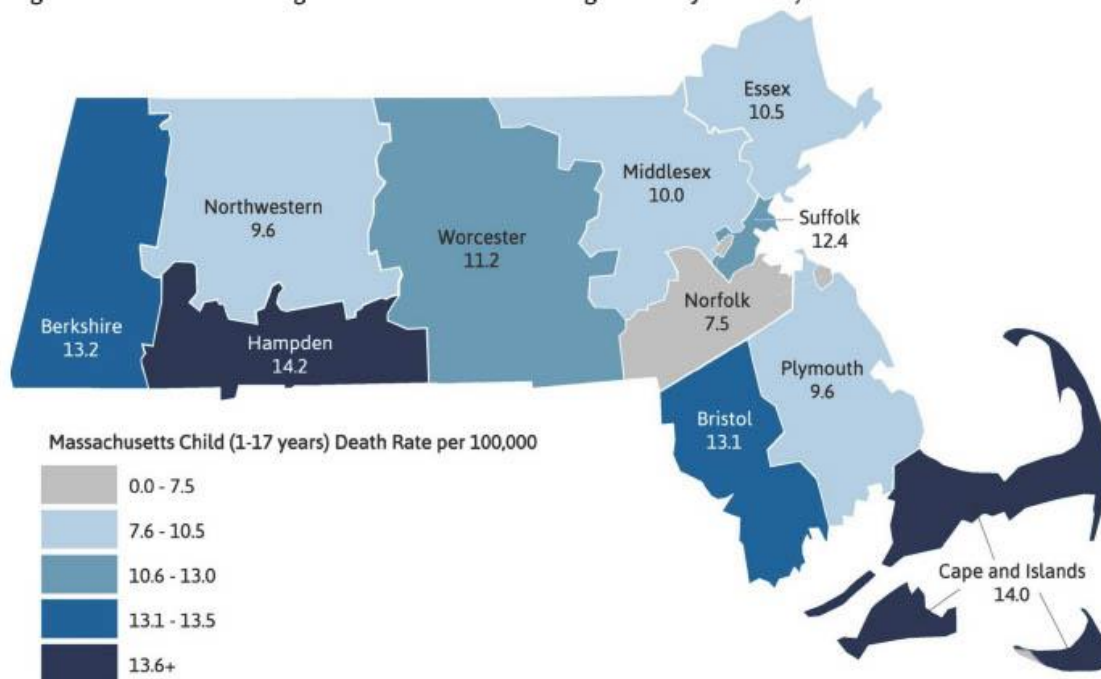 Essex
10.5
Middlesex
10.0
Northwestern
9.6
Suffolk
12.4
Worcester
11.2
Norfolk
7.5
Berkshire
13.2
Hampden
14.2
Plymouth
9.6
Bristol
13.1
Massachusetts Child (1-17 years) Death Rate per 100,000
0.0 - 7.5
7.6 - 10.5
10.6 - 13.0
13.1 - 13.5
13.6+
Cape and Islands
14.0